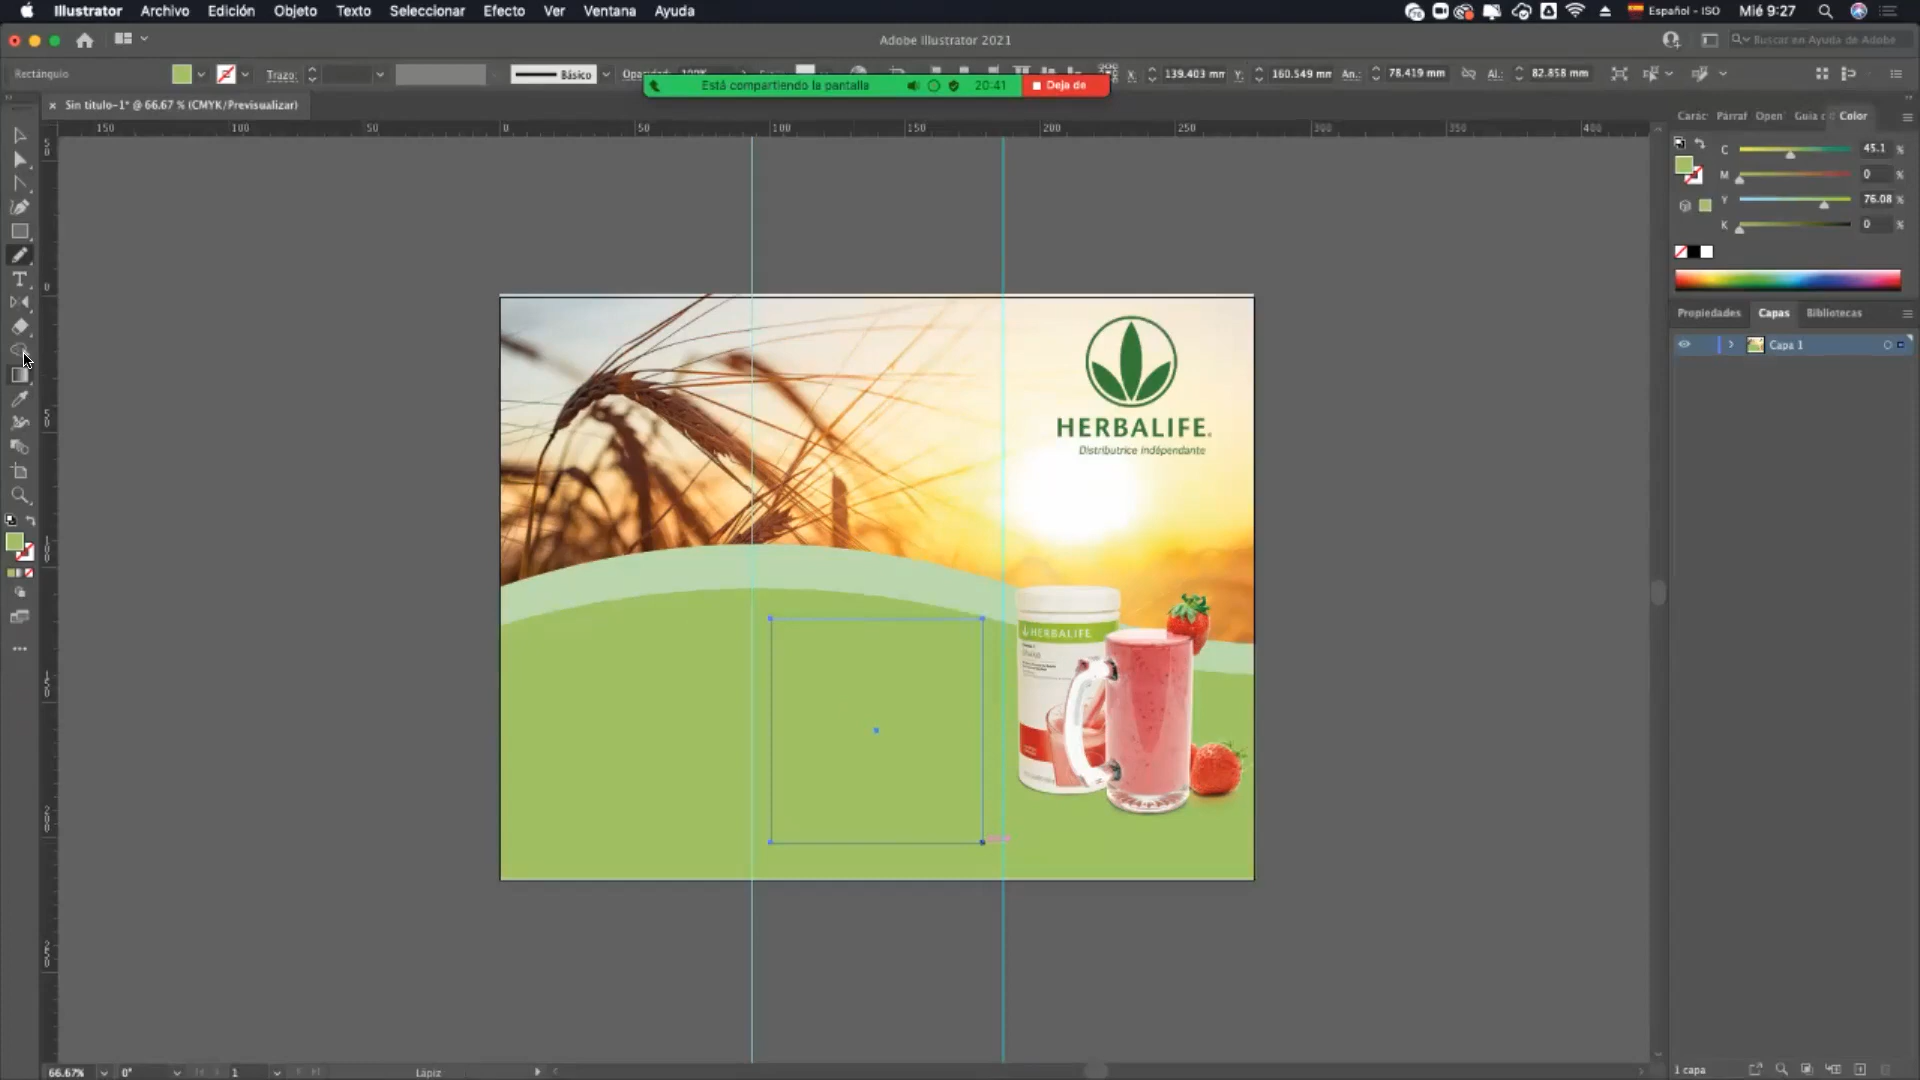 Illustrator Archivo Edición Objeto Texto Seleccionar Efecto Ver Ventana Ayuda
Español - ISO Mié 9:27
Adobe Illustrator 2021
Buscar en Ayuda de Adobe
Rectángulo Trazo: Básico X: 139.403 mm Y: 160.549 mm An.: 78.419 mm Al.: 82.858 mm
Está compartiendo la pantalla 20:41 Deja de
× Sin título-1* @ 66.67 % (CMYK/Previsualizar)
Carác Párraf Open Guía c Color
150 100 50 0 50 100 150 200 250 300 350 400
C 45.1 %
M 0 %
Y 76.08 %
K 0 %
Propiedades Capas Bibliotecas
Capa 1
HERBALIFE.
Distributrice Indépendante
HERBALIFE
66.67% 0° 1 Lápiz
1 capa